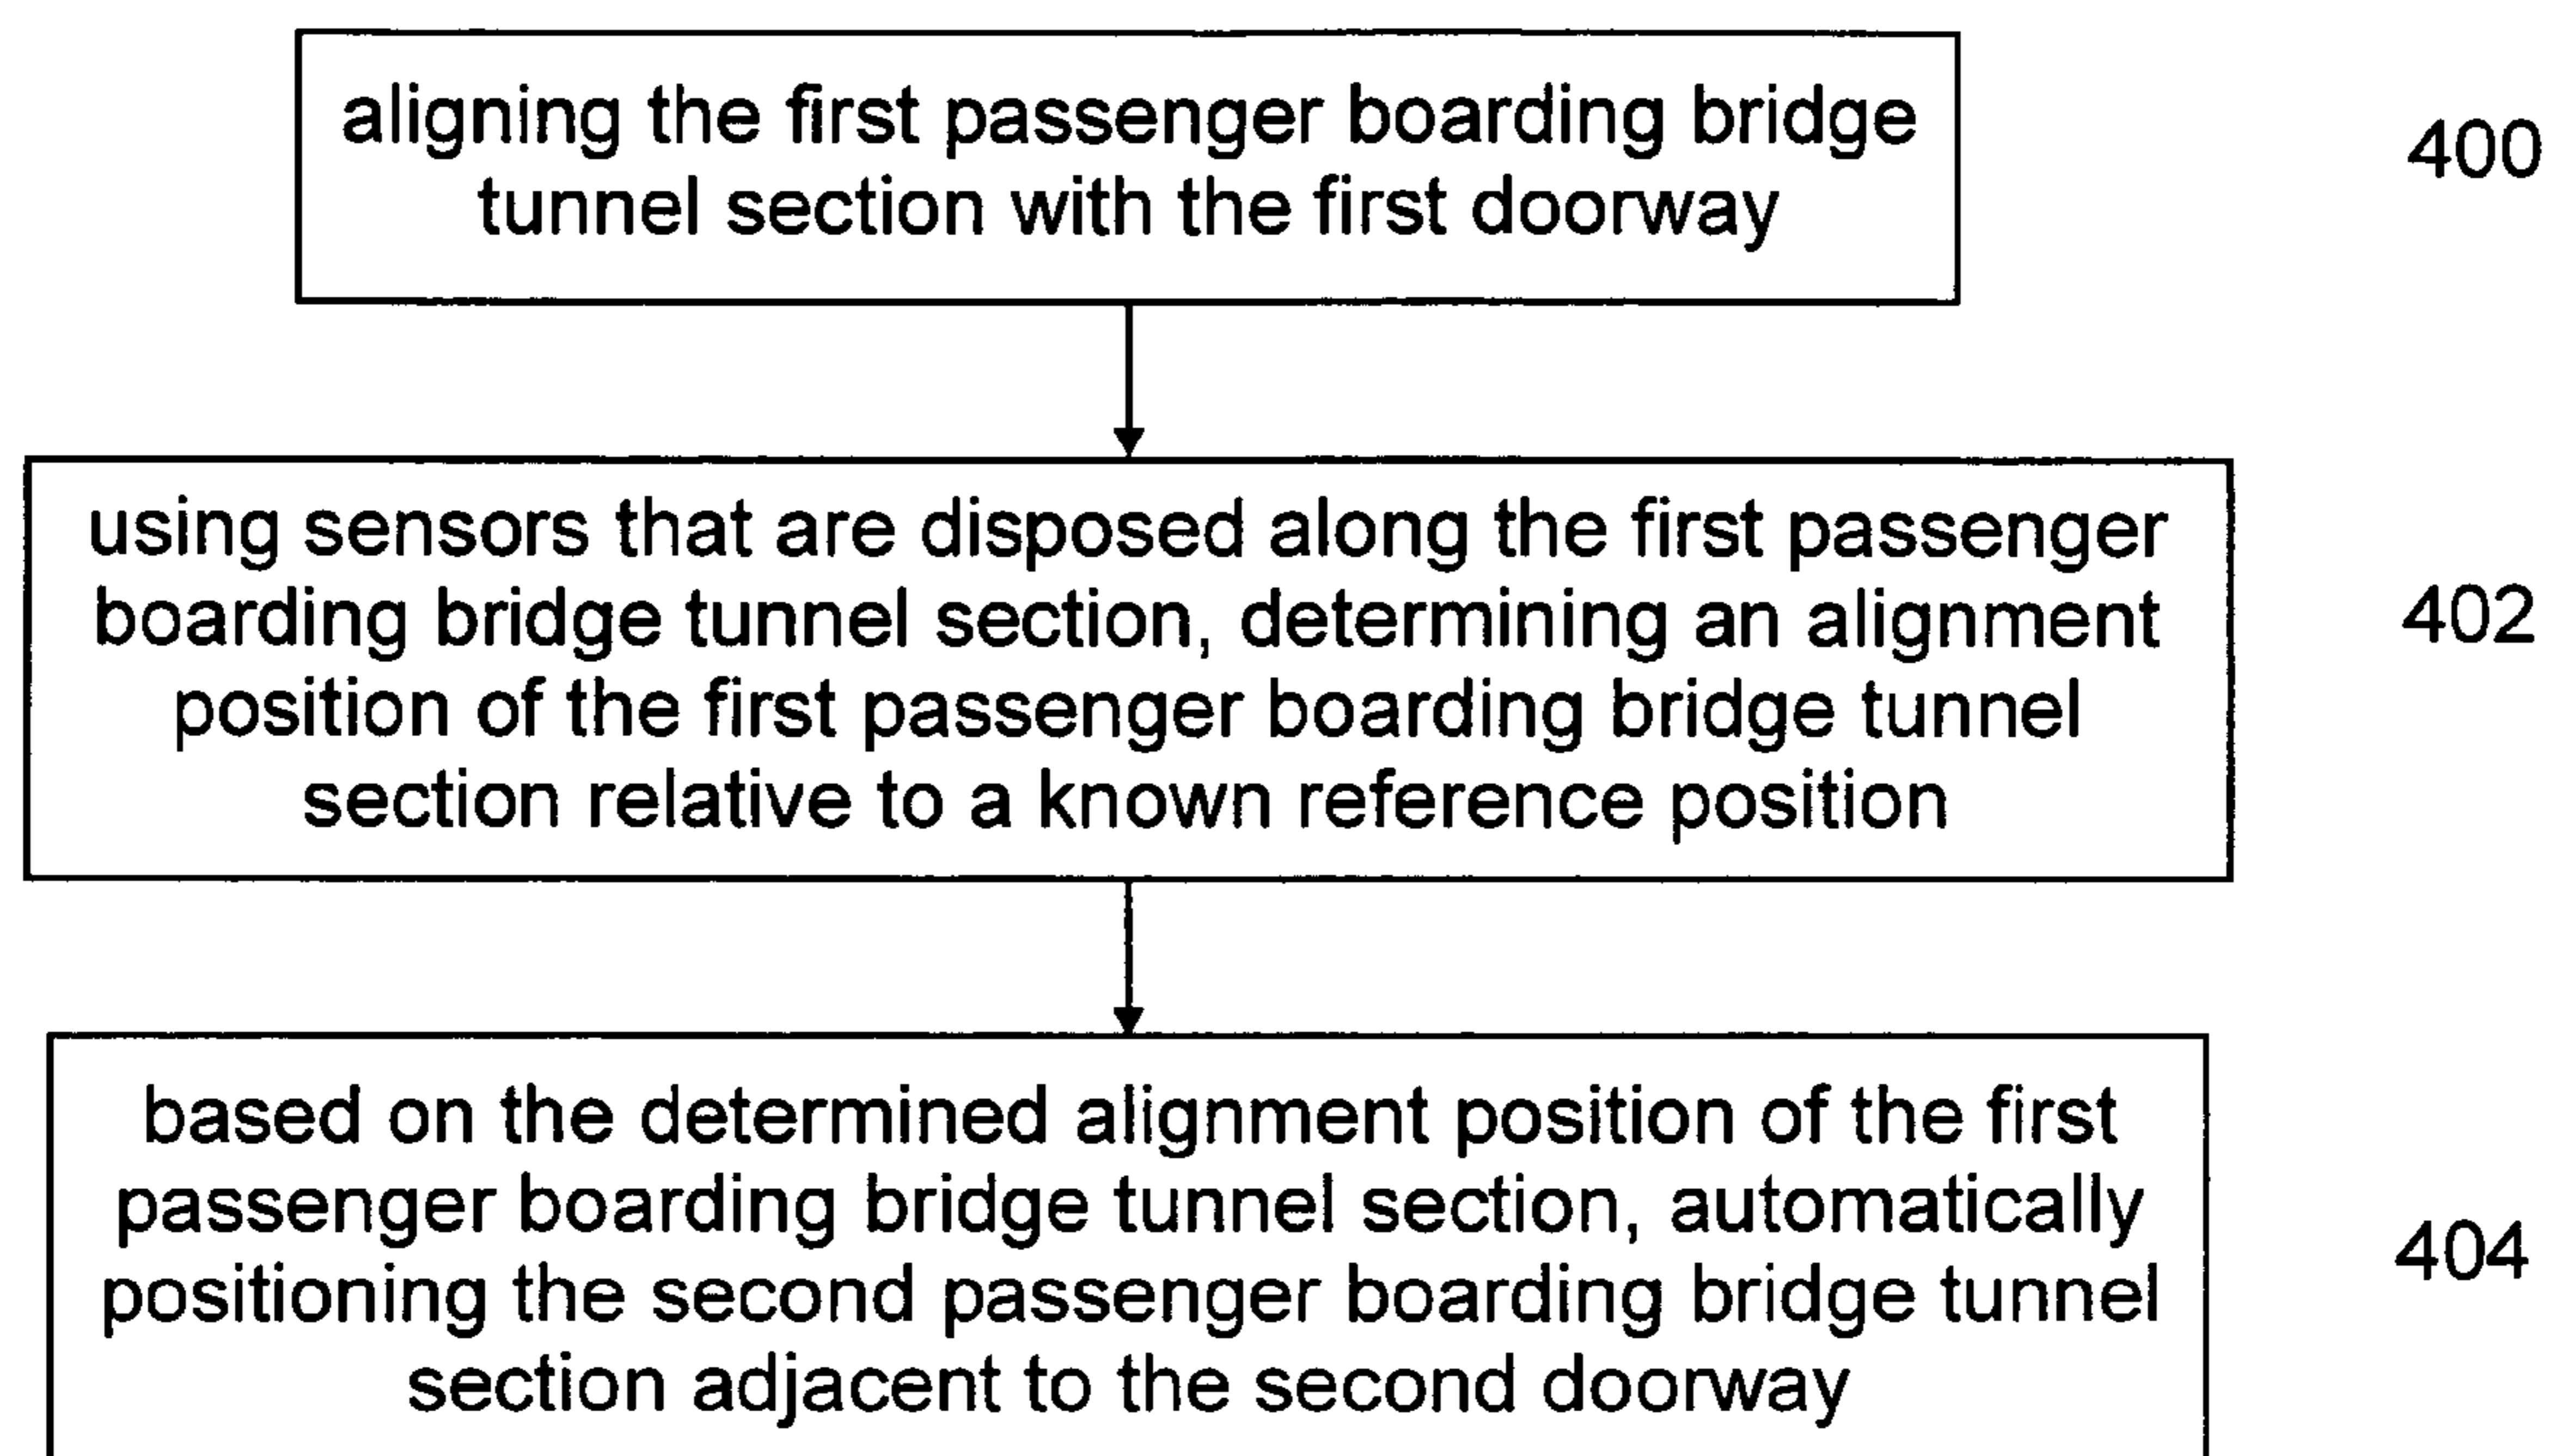 aligning the first passenger boarding bridge
tunnel section with the first doorway
400
using sensors that are disposed along the first passenger
boarding bridge tunnel section, determining an alignment
position of the first passenger boarding bridge tunnel
section relative to a known reference position
402
based on the determined alignment position of the first
passenger boarding bridge tunnel section, automatically
positioning the second passenger boarding bridge tunnel
section adjacent to the second doorway
404